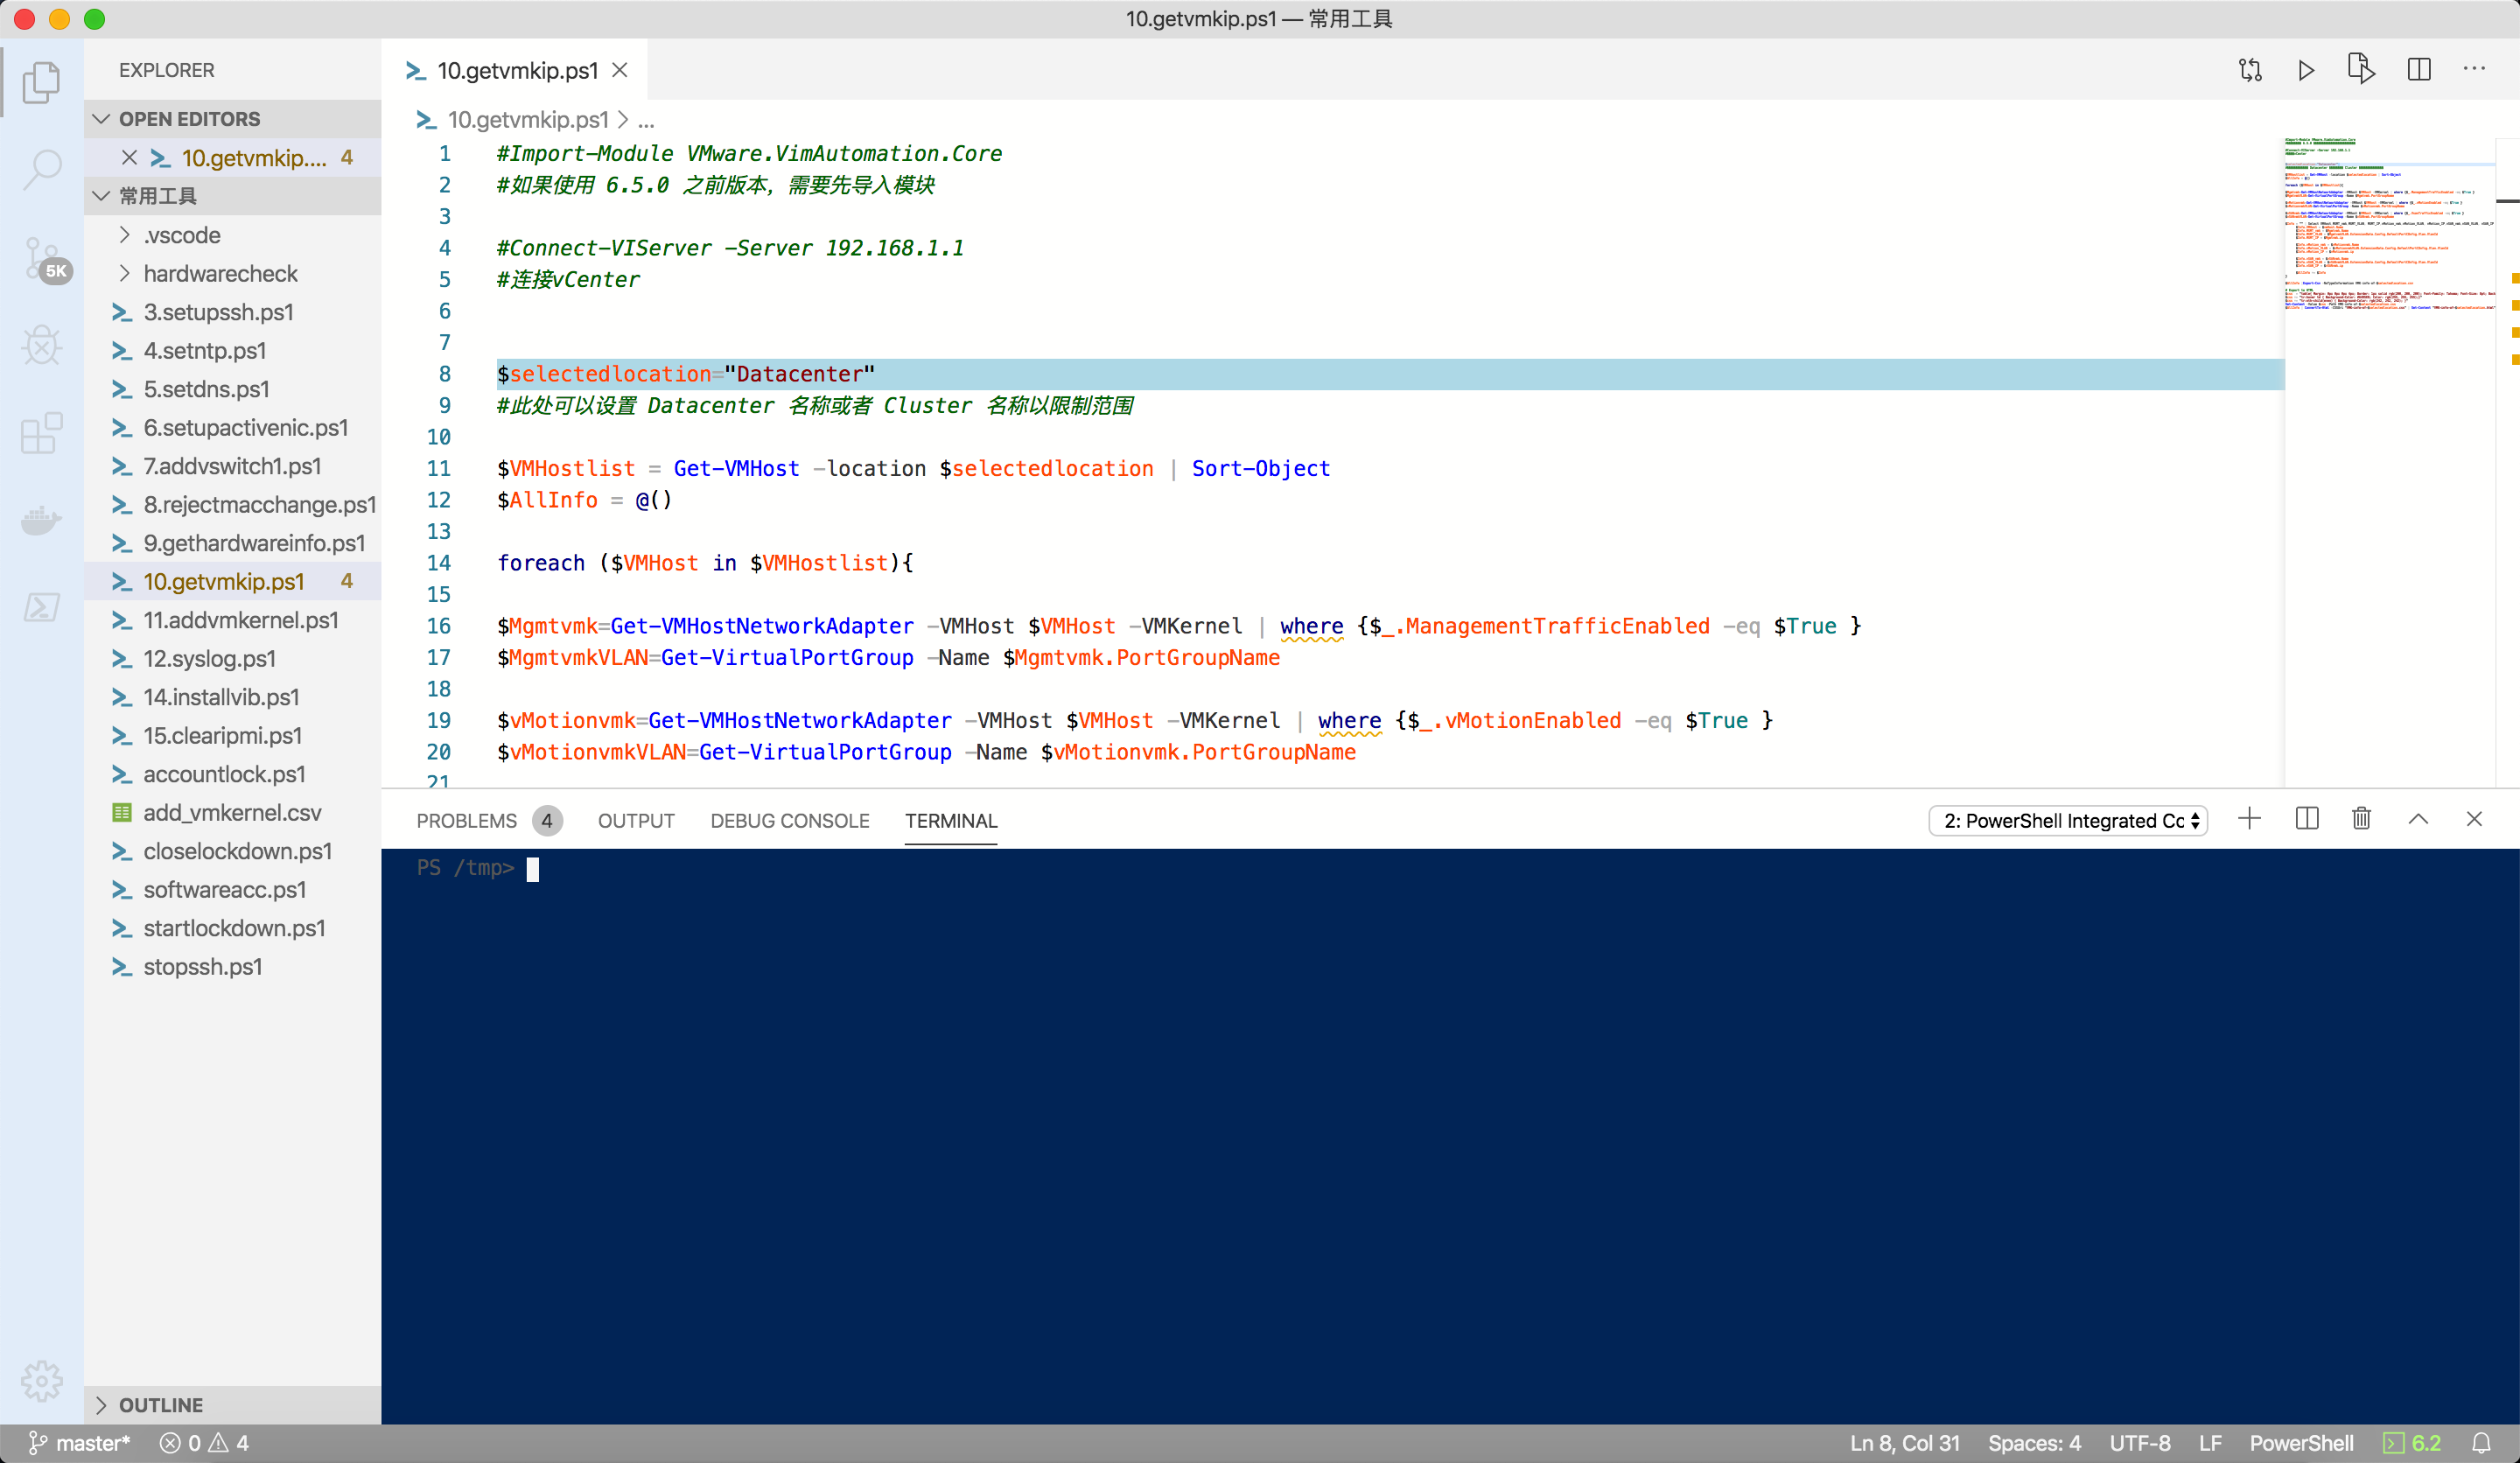 10.getvmkip.ps1 — 常用工具
EXPLORER
OPEN EDITORS
10.getvmkip.... 4
常用工具
.vscode
hardwarecheck
3.setupssh.ps1
4.setntp.ps1
5.setdns.ps1
6.setupactivenic.ps1
7.addvswitch1.ps1
8.rejectmacchange.ps1
9.gethardwareinfo.ps1
10.getvmkip.ps1 4
11.addvmkernel.ps1
12.syslog.ps1
14.installvib.ps1
15.clearipmi.ps1
accountlock.ps1
add_vmkernel.csv
closelockdown.ps1
softwareacc.ps1
startlockdown.ps1
stopssh.ps1
OUTLINE
5K
10.getvmkip.ps1
10.getvmkip.ps1 > ...
1 #Import-Module VMware.VimAutomation.Core
2 #如果使用 6.5.0 之前版本，需要先导入模块
3
4 #Connect-VIServer -Server 192.168.1.1
5 #连接vCenter
6
7
8 $selectedlocation="Datacenter"
9 #此处可以设置 Datacenter 名称或者 Cluster 名称以限制范围
10
11 $VMHostlist = Get-VMHost -location $selectedlocation | Sort-Object
12 $AllInfo = @()
13
14 foreach ($VMHost in $VMHostlist){
15
16 $Mgmtvmk=Get-VMHostNetworkAdapter -VMHost $VMHost -VMKernel | where {$_.ManagementTrafficEnabled -eq $True }
17 $MgmtvmkVLAN=Get-VirtualPortGroup -Name $Mgmtvmk.PortGroupName
18
19 $vMotionvmk=Get-VMHostNetworkAdapter -VMHost $VMHost -VMKernel | where {$_.vMotionEnabled -eq $True }
20 $vMotionvmkVLAN=Get-VirtualPortGroup -Name $vMotionvmk.PortGroupName
21
PROBLEMS 4 OUTPUT DEBUG CONSOLE TERMINAL
2: PowerShell Integrated Cc
PS /tmp>
master* 0 4
Ln 8, Col 31 Spaces: 4 UTF-8 LF PowerShell 6.2